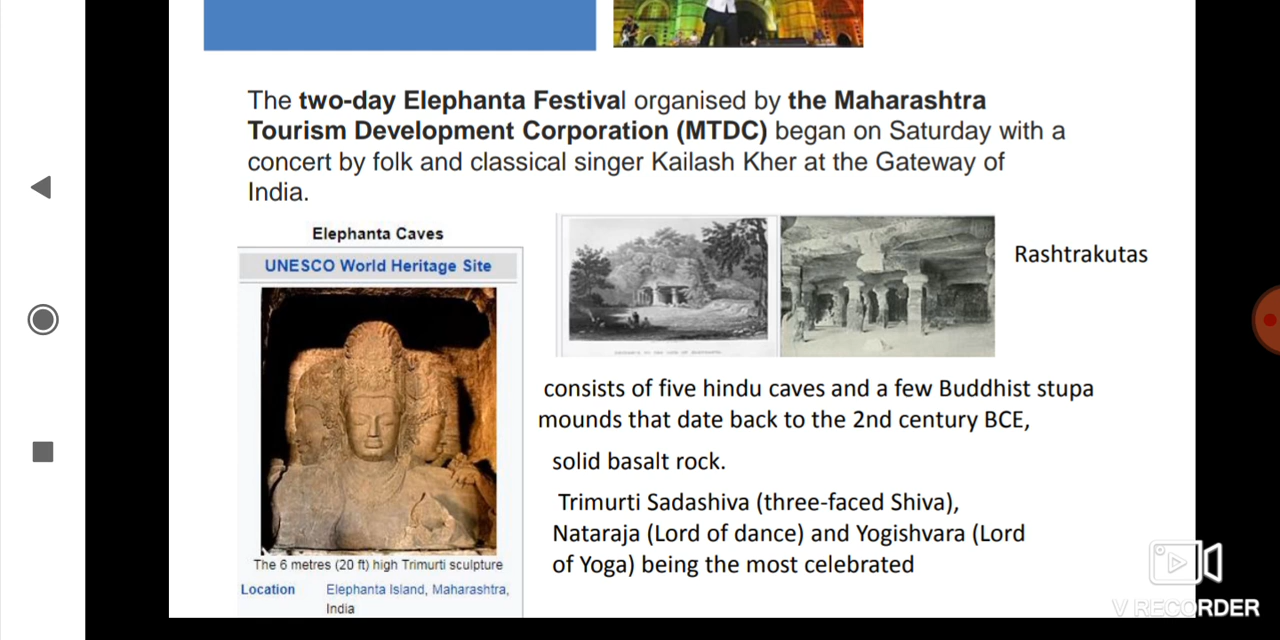 The two-day Elephanta Festival organised by the Maharashtra
Tourism Development Corporation (MTDC) began on Saturday with a
concert by folk and classical singer Kailash Kher at the Gateway of
India.
Elephanta Caves
UNESCO World Heritage Site
The 6 metres (20 ft) high Trimurti sculpture
Location Elephanta Island, Maharashtra,
India
Rashtrakutas
consists of five hindu caves and a few Buddhist stupa
mounds that date back to the 2nd century BCE,
solid basalt rock.
Trimurti Sadashiva (three-faced Shiva),
Nataraja (Lord of dance) and Yogishvara (Lord
of Yoga) being the most celebrated
V RECORDER